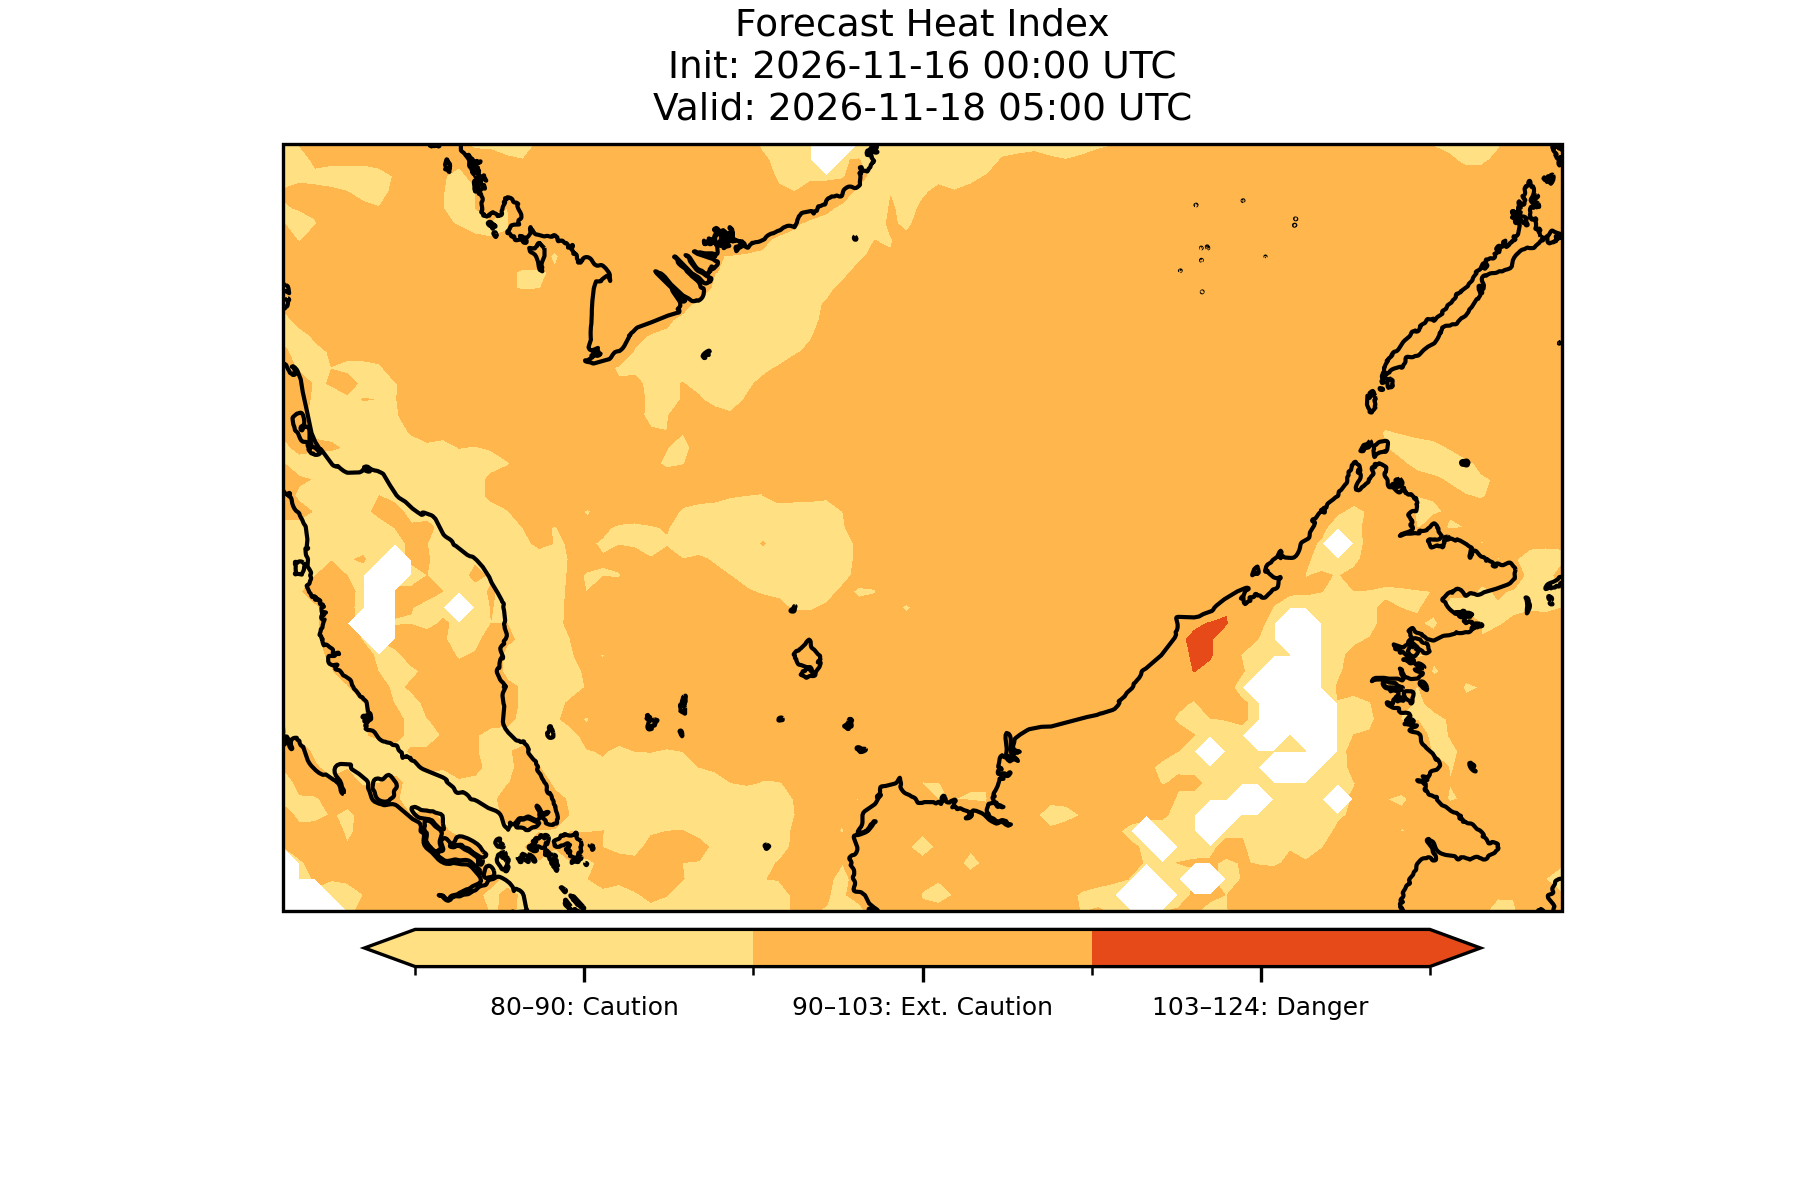 Forecast Heat Index
Init: 2026-11-16 00:00 UTC
Valid: 2026-11-18 05:00 UTC
80–90: Caution
90–103: Ext. Caution
103–124: Danger